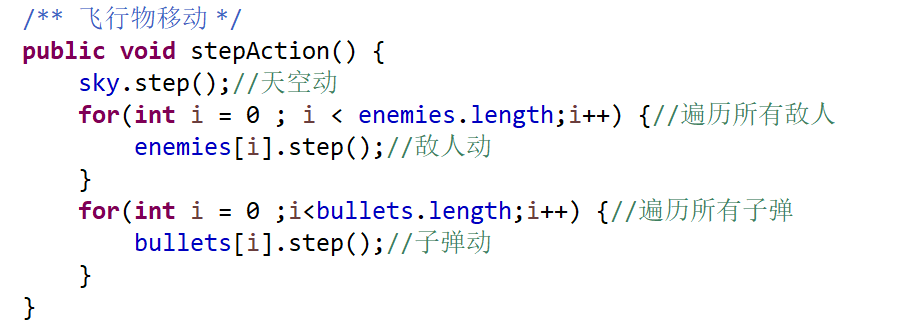 /** 飞行物移动 */
public void stepAction() {
    sky.step();//天空动
    for(int i = 0 ; i < enemies.length;i++) {//遍历所有敌人
        enemies[i].step();//敌人动
    }
    for(int i = 0 ;i<bullets.length;i++) {//遍历所有子弹
        bullets[i].step();//子弹动
    }
}